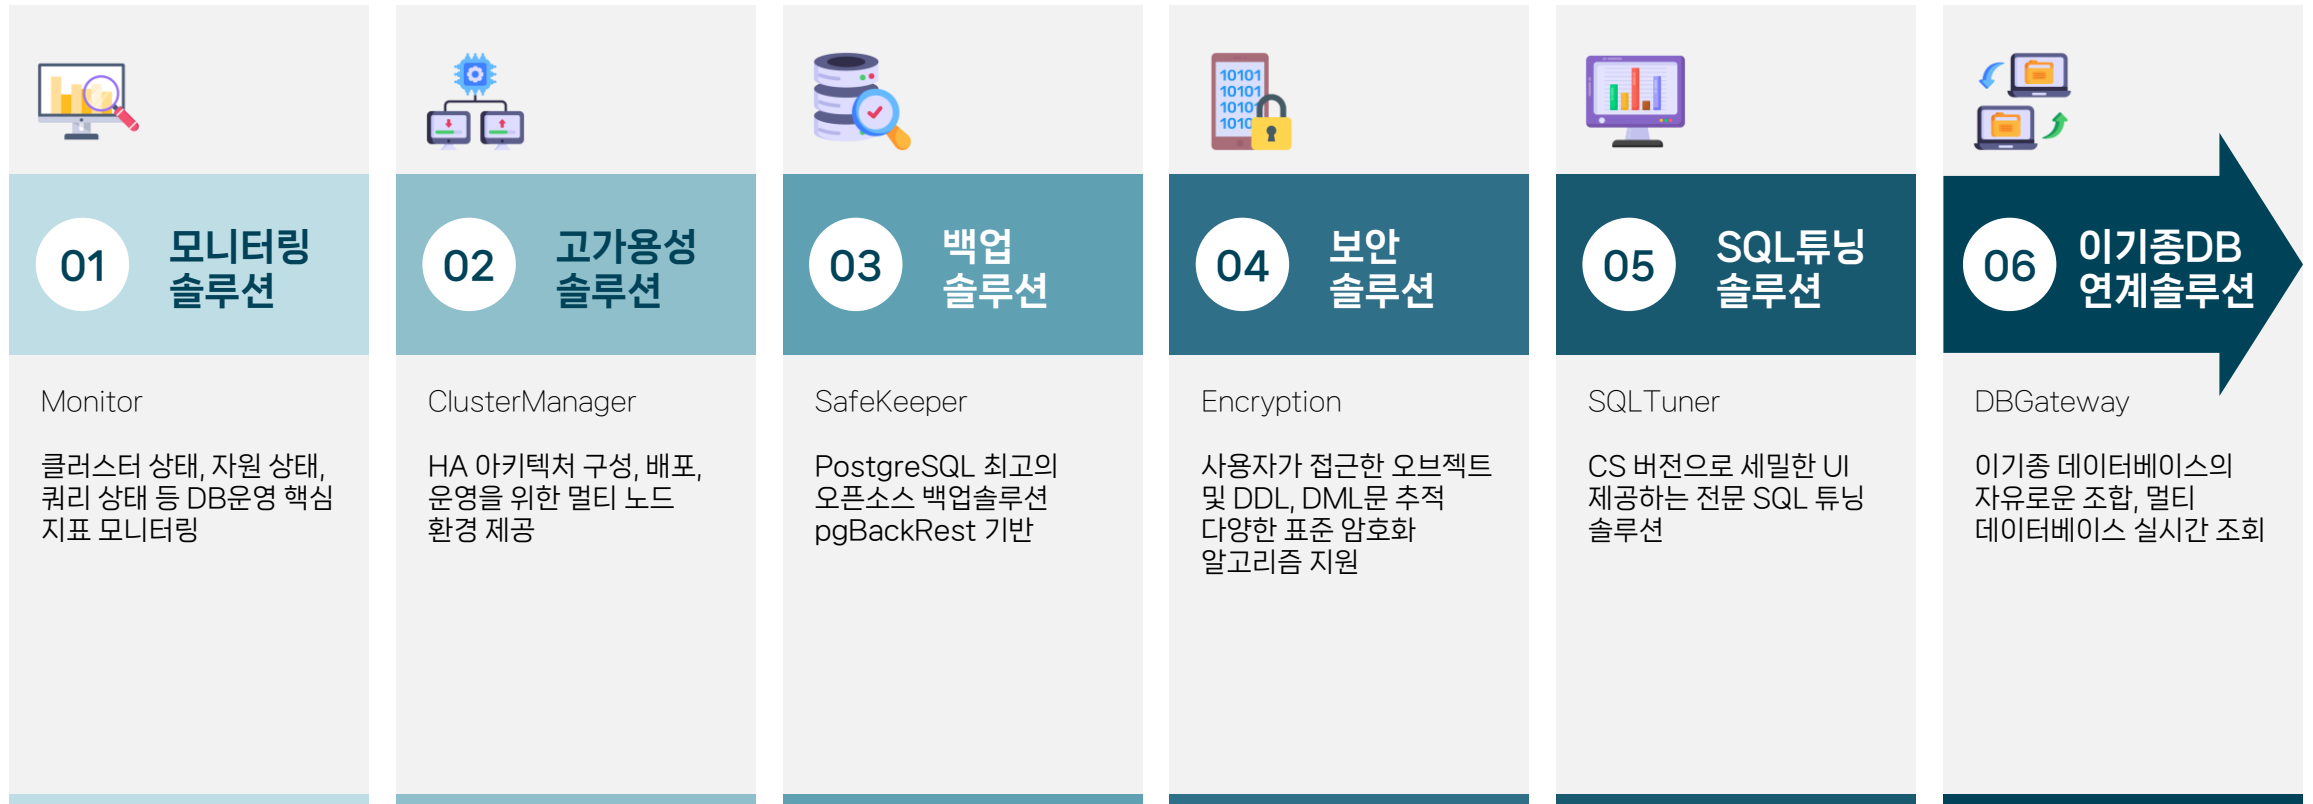 01
모니터링
솔루션
Monitor
클러스터 상태, 자원 상태,
쿼리 상태 등 DB운영 핵심
지표 모니터링
02
고가용성
솔루션
ClusterManager
HA 아키텍처 구성, 배포,
운영을 위한 멀티 노드
환경 제공
03
백업
솔루션
SafeKeeper
PostgreSQL 최고의
오픈소스 백업솔루션
pgBackRest 기반
10101
10101
10101
1010
04
보안
솔루션
Encryption
사용자가 접근한 오브젝트
및 DDL, DML문 추적
다양한 표준 암호화
알고리즘 지원
05
SQL튜닝
솔루션
SQLTuner
CS 버전으로 세밀한 UI
제공하는 전문 SQL 튜닝
솔루션
06
이기종DB
연계솔루션
DBGateway
이기종 데이터베이스의
자유로운 조합, 멀티
데이터베이스 실시간 조회